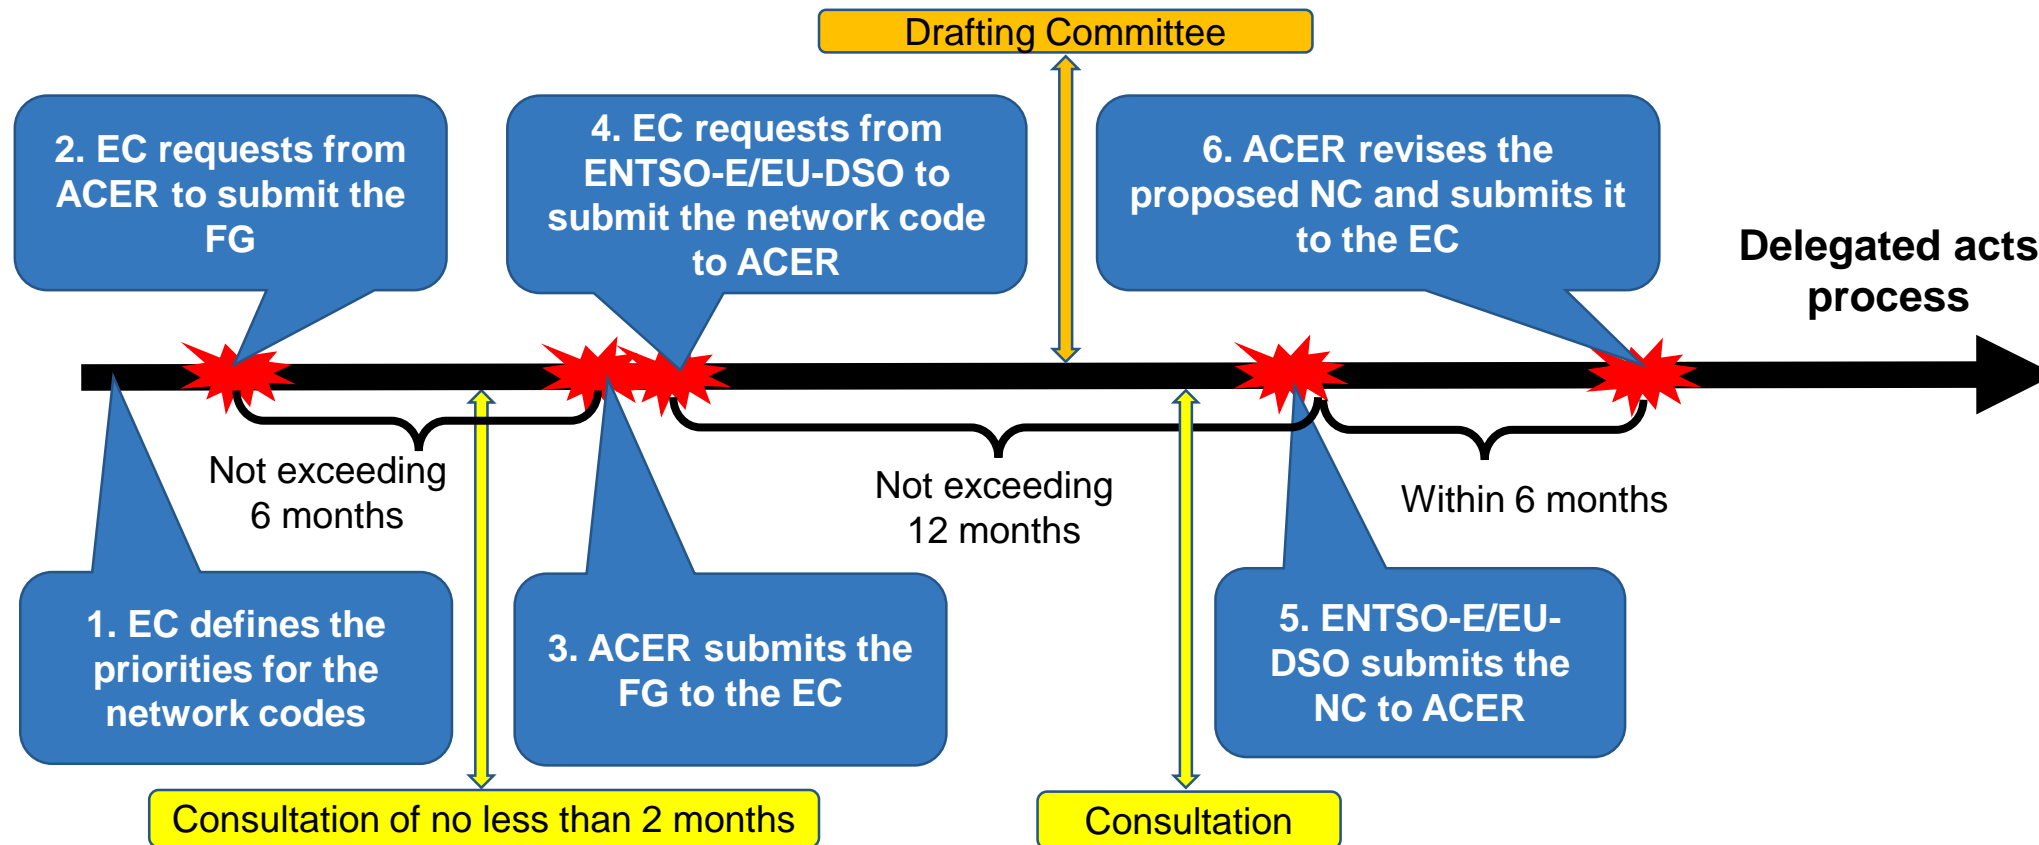 Drafting Committee
2. EC requests from
ACER to submit the
FG
4. EC requests from
ENTSO-E/EU-DSO to
submit the network code
to ACER
6. ACER revises the
proposed NC and submits it
to the EC
Delegated acts
process
Not exceeding
6 months
Not exceeding
12 months
Within 6 months
1. EC defines the
priorities for the
network codes
3. ACER submits the
FG to the EC
5. ENTSO-E/EU-
DSO submits the
NC to ACER
Consultation of no less than 2 months
Consultation